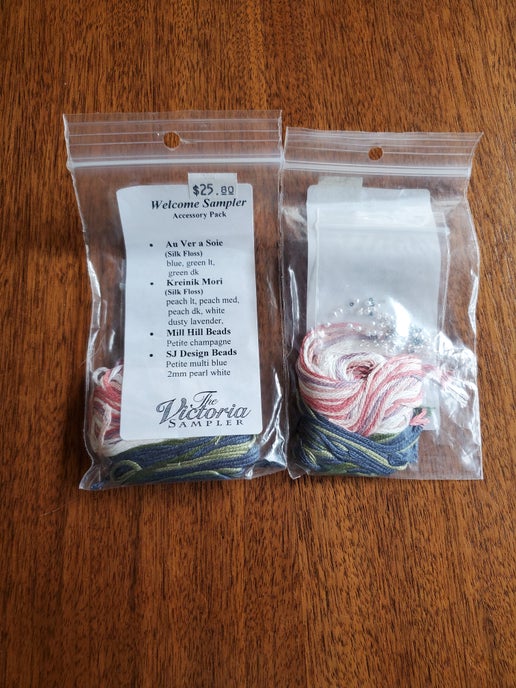 $25.80
Welcome Sampler
Accessory Pack
Au Ver a Soie
(Silk Floss)
blue, green lt,
green dk
Kreinik Mori
(Silk Floss)
peach lt, peach med,
peach dk, white
dusty lavender,
Mill Hill Beads
Petite champagne
SJ Design Beads
Petite multi blue
2mm pearl white
The
Victoria
SAMPLER